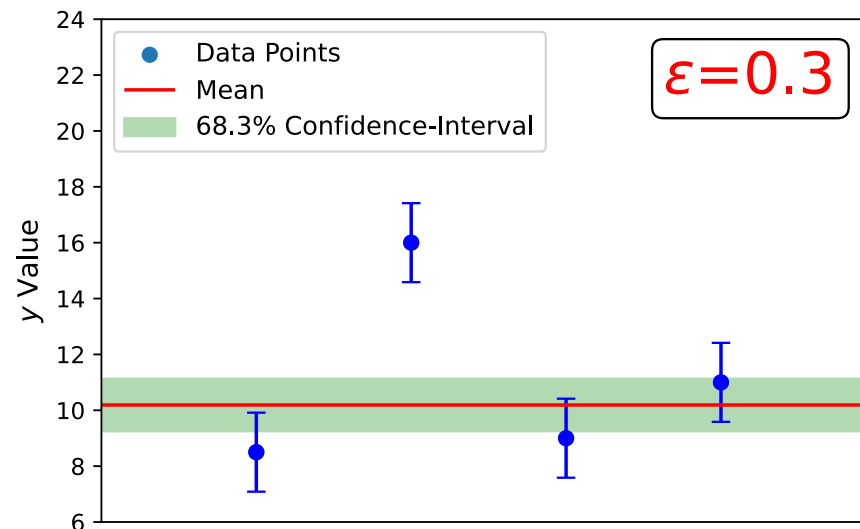 24
22
20
18
16
14
12
10
8
6
y Value
Data Points
Mean
68.3% Confidence-Interval
ε=0.3